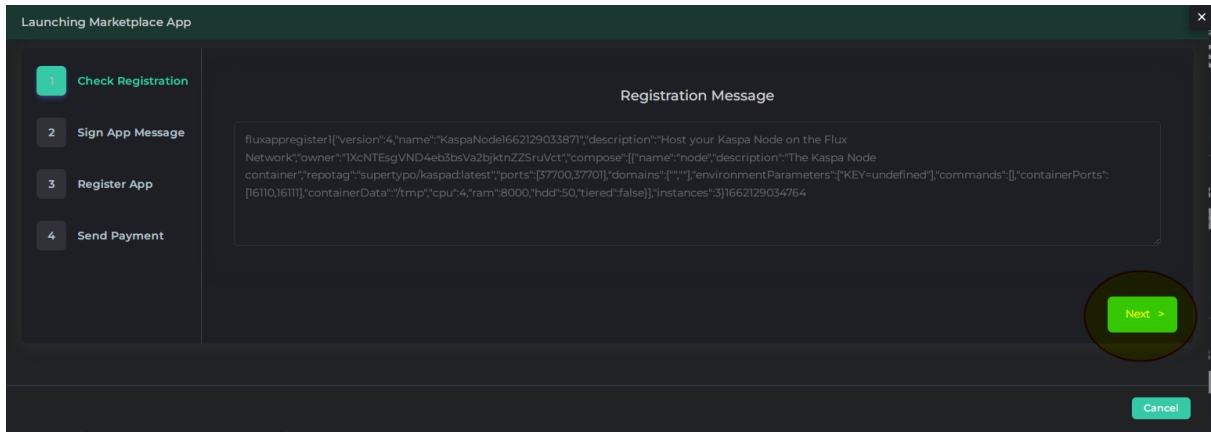 Launching Marketplace App
×
1 Check Registration
2 Sign App Message
3 Register App
4 Send Payment
Registration Message
fluxappregister1{"version":4,"name":"KaspaNode1662129033871","description":"Host your Kaspa Node on the Flux
Network","owner":"1XcNTEsgVND4eb3bsVa2bjktnZZSruVct","compose":[{"name":"node","description":"The Kaspa Node
container","repotag":"supertypo/kaspad:latest","ports":[37700,37701],"domains":["",""],"environmentParameters":["KEY=undefined"],"commands":[],"containerPorts":
[16110,16111],"containerData":"/tmp","cpu":4,"ram":8000,"hdd":50,"tiered":false}],"instances":3}1662129034764
Next >
Cancel